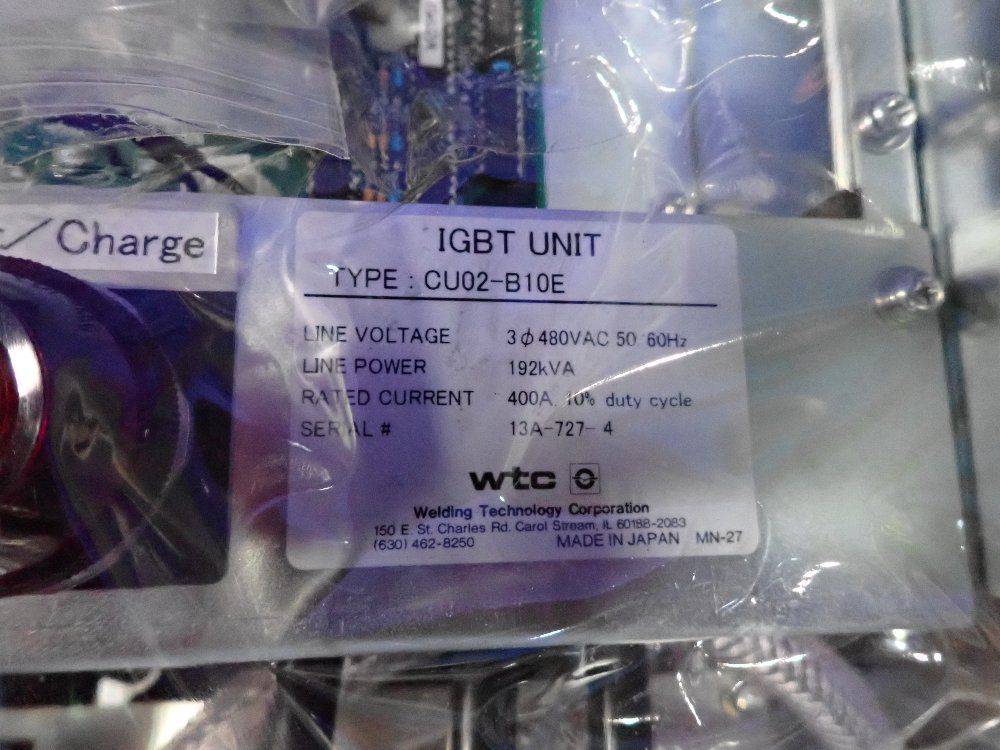 /Charge
IGBT UNIT
TYPE : CU02-B10E
LINE VOLTAGE 3φ480VAC 50 60Hz
LINE POWER 192kVA
RATED CURRENT 400A, 10% duty cycle
SERIAL # 13A-727-4
wtc
Welding Technology Corporation
150 E. St. Charles Rd. Carol Stream, IL 60188-2083
(630) 462-8250 MADE IN JAPAN MN-27